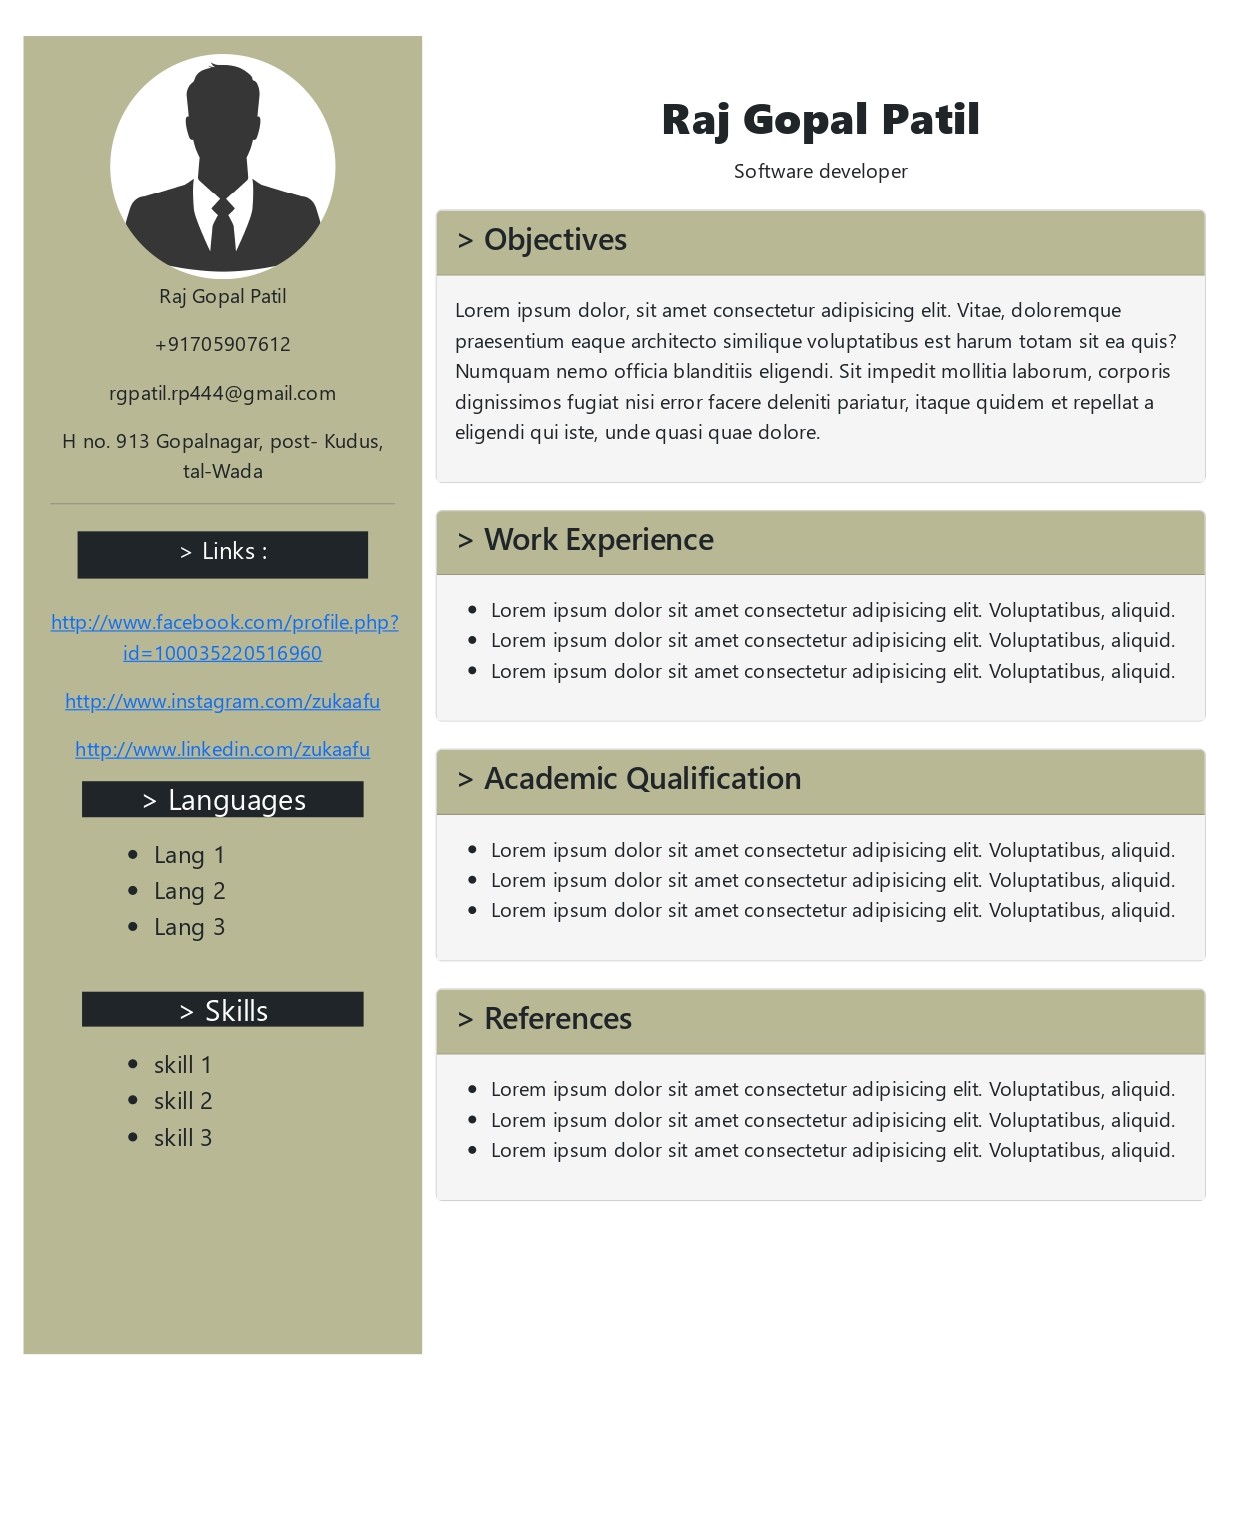 Raj Gopal Patil
+91705907612
rgpatil.rp444@gmail.com
H no. 913 Gopalnagar, post- Kudus,
tal-Wada
> Links :
http://www.facebook.com/profile.php?
id=100035220516960
http://www.instagram.com/zukaafu
http://www.linkedin.com/zukaafu
> Languages
• Lang 1
• Lang 2
• Lang 3
> Skills
• skill 1
• skill 2
• skill 3
Raj Gopal Patil
Software developer
> Objectives
Lorem ipsum dolor, sit amet consectetur adipisicing elit. Vitae, doloremque
praesentium eaque architecto similique voluptatibus est harum totam sit ea quis?
Numquam nemo officia blanditiis eligendi. Sit impedit mollitia laborum, corporis
dignissimos fugiat nisi error facere deleniti pariatur, itaque quidem et repellat a
eligendi qui iste, unde quasi quae dolore.
> Work Experience
• Lorem ipsum dolor sit amet consectetur adipisicing elit. Voluptatibus, aliquid.
• Lorem ipsum dolor sit amet consectetur adipisicing elit. Voluptatibus, aliquid.
• Lorem ipsum dolor sit amet consectetur adipisicing elit. Voluptatibus, aliquid.
> Academic Qualification
• Lorem ipsum dolor sit amet consectetur adipisicing elit. Voluptatibus, aliquid.
• Lorem ipsum dolor sit amet consectetur adipisicing elit. Voluptatibus, aliquid.
• Lorem ipsum dolor sit amet consectetur adipisicing elit. Voluptatibus, aliquid.
> References
• Lorem ipsum dolor sit amet consectetur adipisicing elit. Voluptatibus, aliquid.
• Lorem ipsum dolor sit amet consectetur adipisicing elit. Voluptatibus, aliquid.
• Lorem ipsum dolor sit amet consectetur adipisicing elit. Voluptatibus, aliquid.